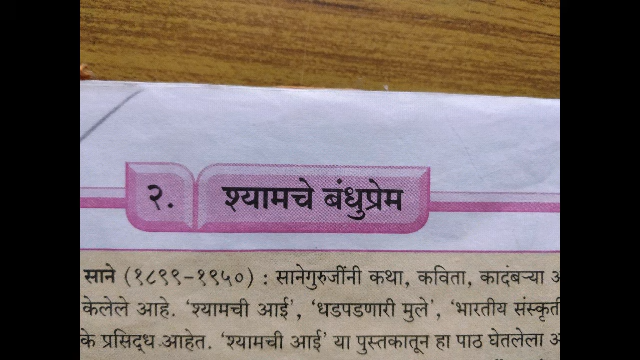 २. श्यामचे बंधुप्रेम
साने (१८९९-१९५०) : सानेगुरुजींनी कथा, कविता, कादंबऱ्या
केलेले आहे. 'श्यामची आई', 'धडपडणारी मुले', 'भारतीय
के प्रसिद्ध आहेत. 'श्यामची आई' या पुस्तकातून हा पाठ घेतलेला